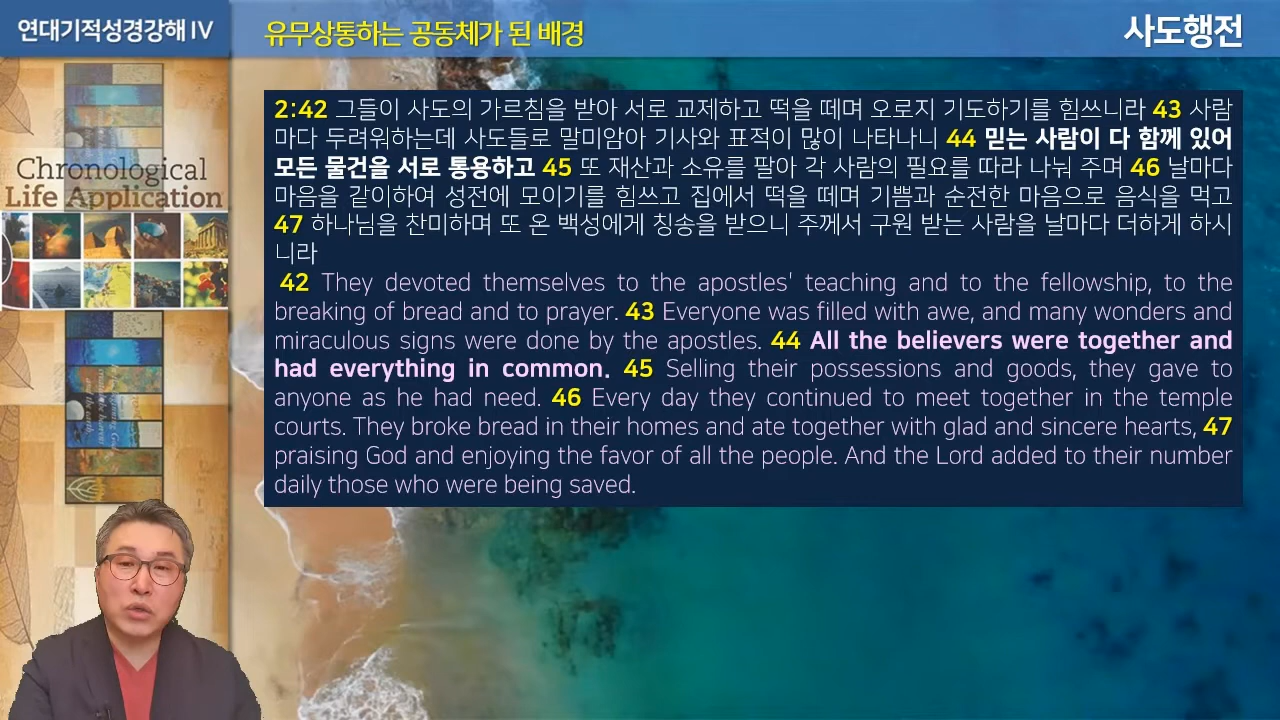 연대기적성경강해 IV
유무상통하는 공동체가 된 배경
사도행전
Chronological
Life Application
2:42 그들이 사도의 가르침을 받아 서로 교제하고 떡을 떼며 오로지 기도하기를 힘쓰니라 43 사람
마다 두려워하는데 사도들로 말미암아 기사와 표적이 많이 나타나니 44 믿는 사람이 다 함께 있어
모든 물건을 서로 통용하고 45 또 재산과 소유를 팔아 각 사람의 필요를 따라 나눠 주며 46 날마다
마음을 같이하여 성전에 모이기를 힘쓰고 집에서 떡을 떼며 기쁨과 순전한 마음으로 음식을 먹고
47 하나님을 찬미하며 또 온 백성에게 칭송을 받으니 주께서 구원 받는 사람을 날마다 더하게 하시
니라
42 They devoted themselves to the apostles' teaching and to the fellowship, to the
breaking of bread and to prayer. 43 Everyone was filled with awe, and many wonders and
miraculous signs were done by the apostles. 44 All the believers were together and
had everything in common. 45 Selling their possessions and goods, they gave to
anyone as he had need. 46 Every day they continued to meet together in the temple
courts. They broke bread in their homes and ate together with glad and sincere hearts, 47
praising God and enjoying the favor of all the people. And the Lord added to their number
daily those who were being saved.